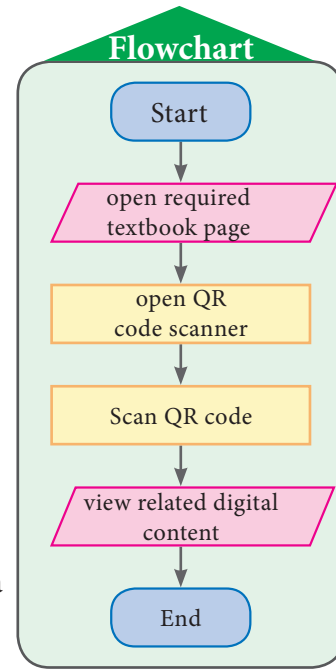 Flowchart
Start
open required
textbook page
open QR
code scanner
Scan QR code
view related digital
content
End